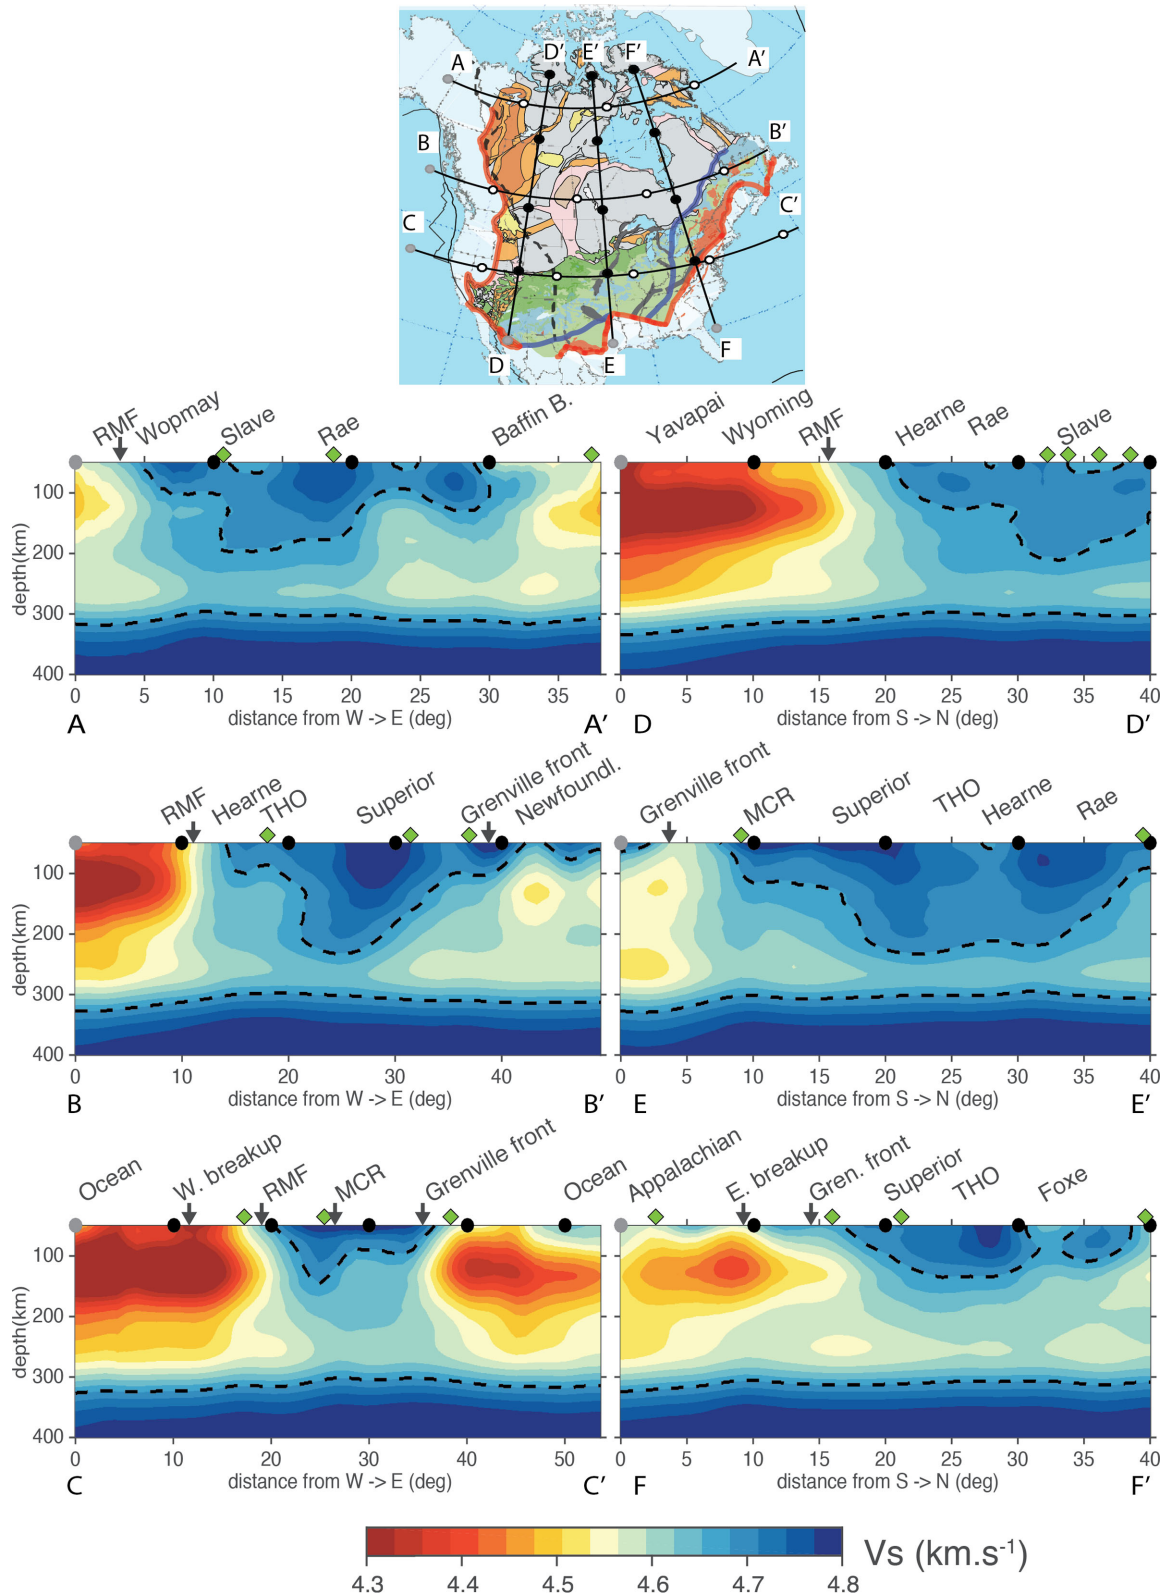 A D’ E’ F’ A’
B B’
C C’
D E F
RMF Wopmay Slave Rae Baffin B.
depth(km)
100
200
300
400
0 5 10 15 20 25 30 35
distance from W -> E (deg)
A A’
Yavapai Wyoming RMF Hearne Rae Slave
0 5 10 15 20 25 30 35 40
distance from S -> N (deg)
D D’
RMF Hearne THO Superior Grenville front Newfoundl.
depth(km)
100
200
300
400
0 10 20 30 40
distance from W -> E (deg)
B B’
Grenville front MCR Superior THO Hearne Rae
0 5 10 15 20 25 30 35 40
distance from S -> N (deg)
E E’
Ocean W. breakup RMF MCR Grenville front Ocean
depth(km)
100
200
300
400
0 10 20 30 40 50
distance from W -> E (deg)
C C’
Appalachian E. breakup Gren. front Superior THO Foxe
0 5 10 15 20 25 30 35 40
distance from S -> N (deg)
F F’
Vs (km.s⁻¹)
4.3 4.4 4.5 4.6 4.7 4.8